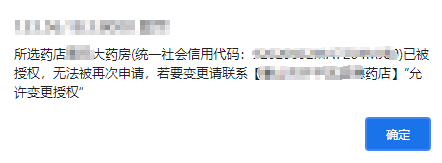 所选药店大药房(统一社会信用代码：)已被
授权，无法被再次申请，若要变更请联系【药店】“允
许变更授权”
确定